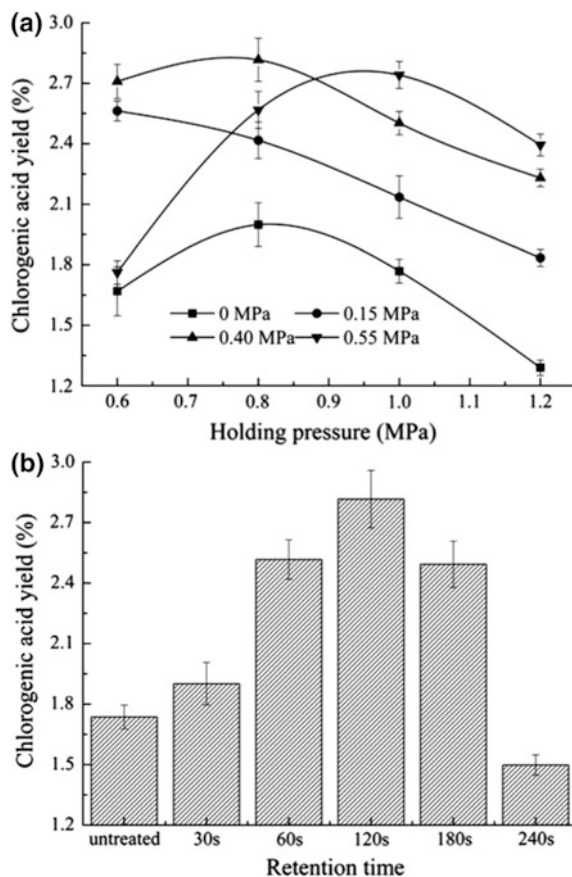 (a)
3.0
2.7
2.4
2.1
1.8
1.5
1.2
Chlorogenic acid yield (%)
0 MPa 0.15 MPa
0.40 MPa 0.55 MPa
0.6 0.7 0.8 0.9 1.0 1.1 1.2
Holding pressure (MPa)
(b)
3.0
2.7
2.4
2.1
1.8
1.5
1.2
Chlorogenic acid yield (%)
untreated 30s 60s 120s 180s 240s
Retention time